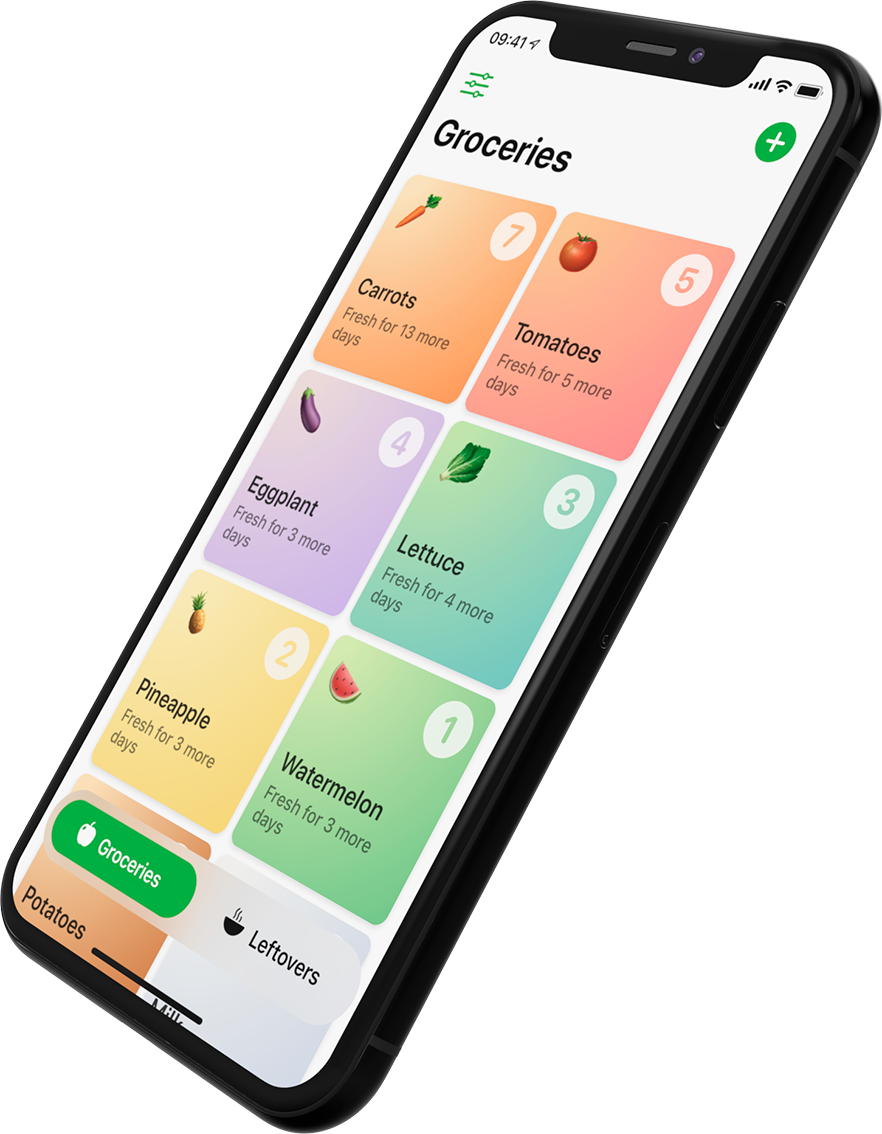 09:41
Groceries
7
Carrots
Fresh for 13 more
days
5
Tomatoes
Fresh for 5 more
days
4
Eggplant
Fresh for 3 more
days
3
Lettuce
Fresh for 4 more
days
2
Pineapple
Fresh for 3 more
days
1
Watermelon
Fresh for 3 more
days
Groceries
Leftovers
Potatoes
Milk